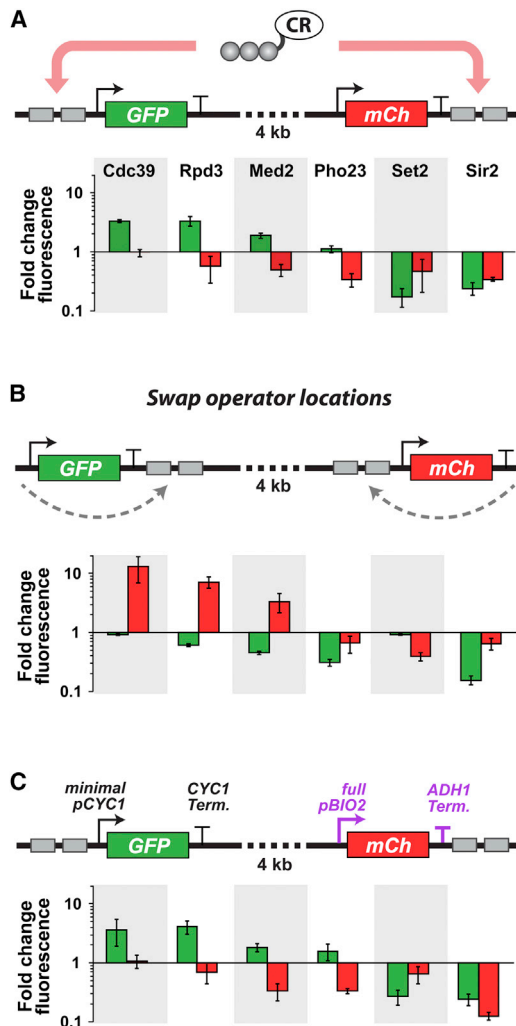 A
CR
GFP
mCh
4 kb
Cdc39 Rpd3 Med2 Pho23 Set2 Sir2
Fold change
fluorescence
10
1
0.1
B
Swap operator locations
GFP
mCh
4 kb
Fold change
fluorescence
10
1
0.1
C
minimal
pCYC1
CYC1
Term.
full
pBIO2
ADH1
Term.
GFP
mCh
4 kb
Fold change
fluorescence
10
1
0.1